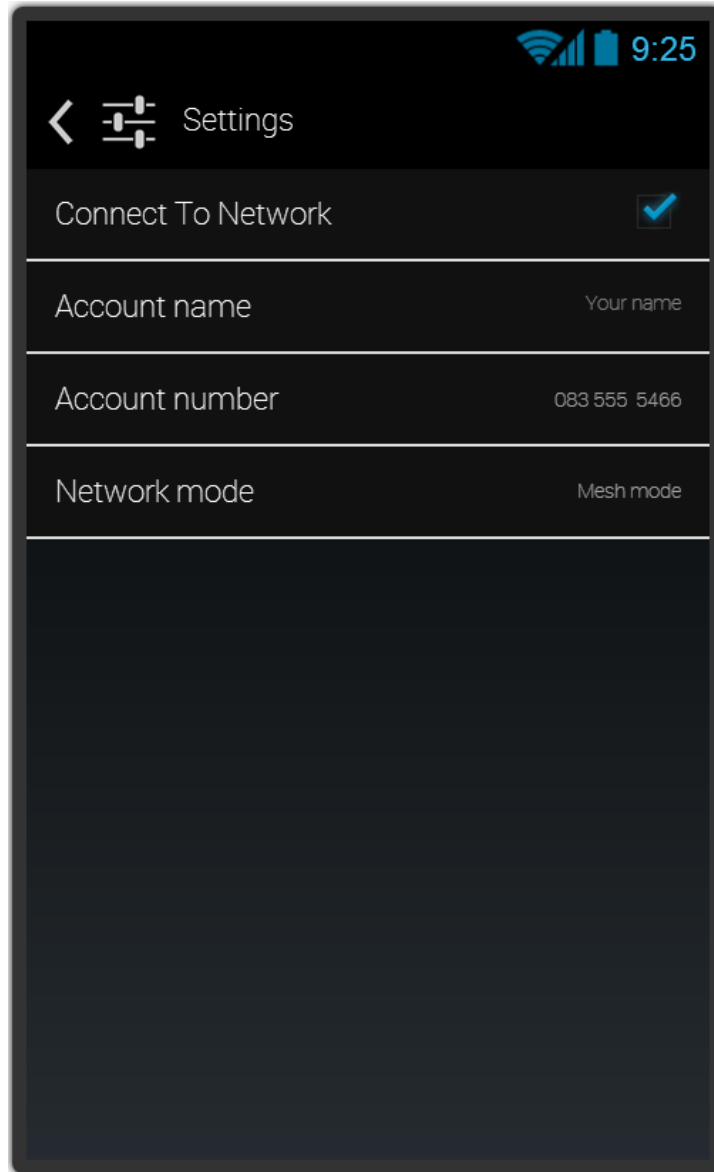 9:25
Settings
Connect To Network
Account name Your name
Account number 083 555 5466
Network mode Mesh mode